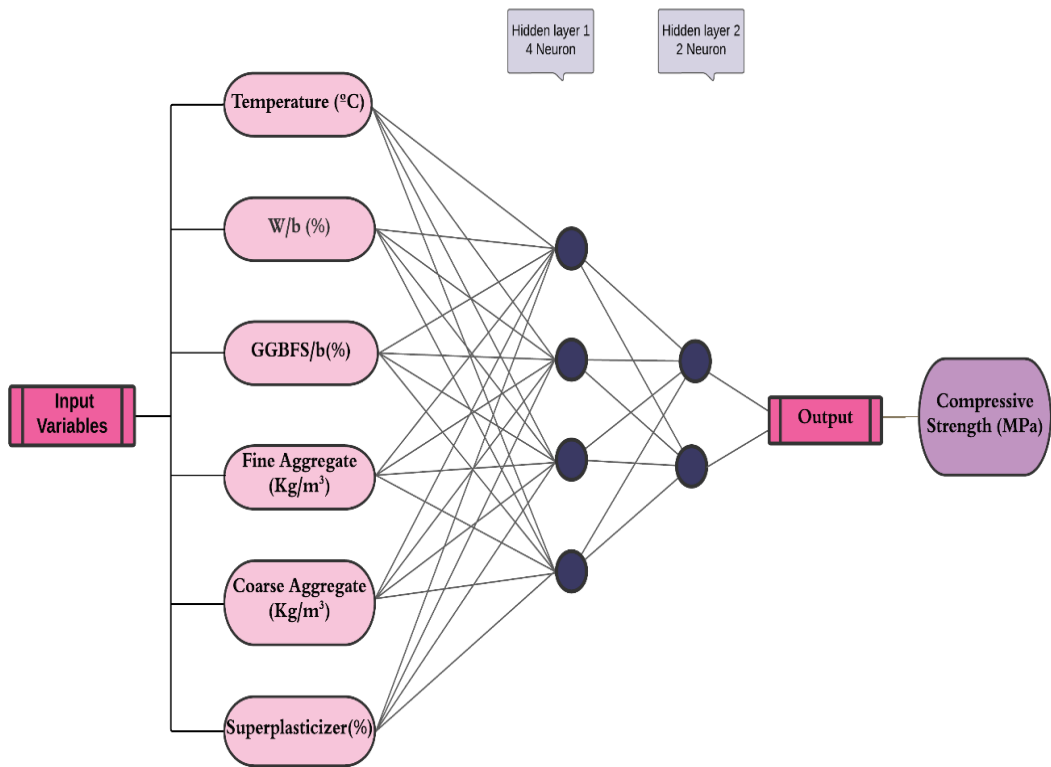 Hidden layer 1
4 Neuron
Hidden layer 2
2 Neuron
Temperature (ºC)
W/b (%)
GGBFS/b(%)
Input
Variables
Fine Aggregate
(Kg/m³)
Coarse Aggregate
(Kg/m³)
Superplasticizer(%)
Output
Compressive
Strength (MPa)